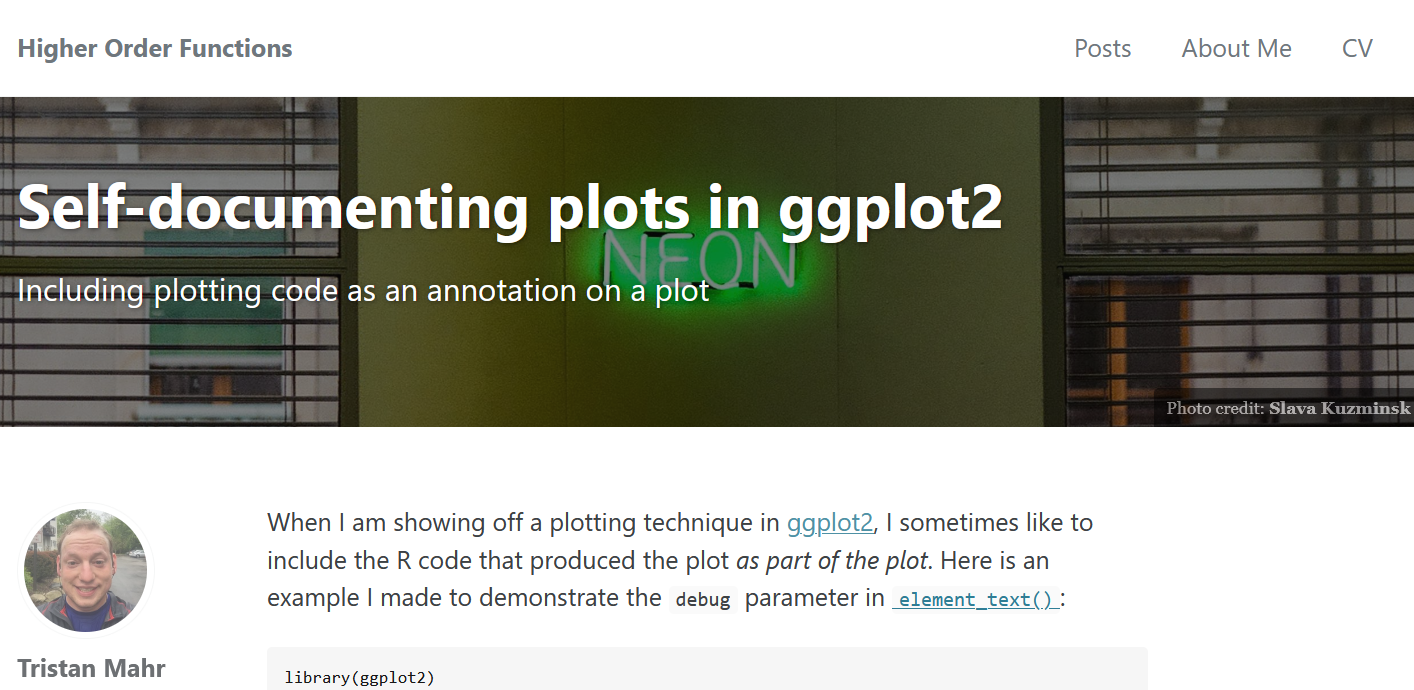 Higher Order Functions
Posts
About Me
CV
Self-documenting plots in ggplot2
NEON
Including plotting code as an annotation on a plot
Photo credit: Slava Kuzminsk
When I am showing off a plotting technique in ggplot2, I sometimes like to
include the R code that produced the plot as part of the plot. Here is an
example I made to demonstrate the debug parameter in element_text():
Tristan Mahr
library(ggplot2)